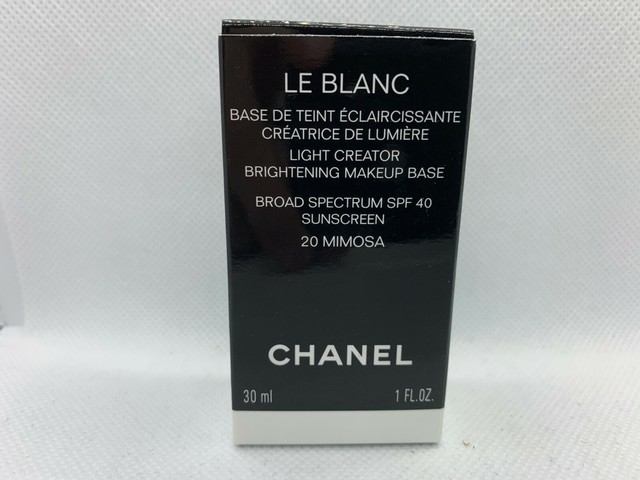 LE BLANC
BASE DE TEINT ÉCLAIRCISSANTE
CRÉATRICE DE LUMIÈRE
LIGHT CREATOR
BRIGHTENING MAKEUP BASE
BROAD SPECTRUM SPF 40
SUNSCREEN
20 MIMOSA
CHANEL
30 ml 1 FL.OZ.